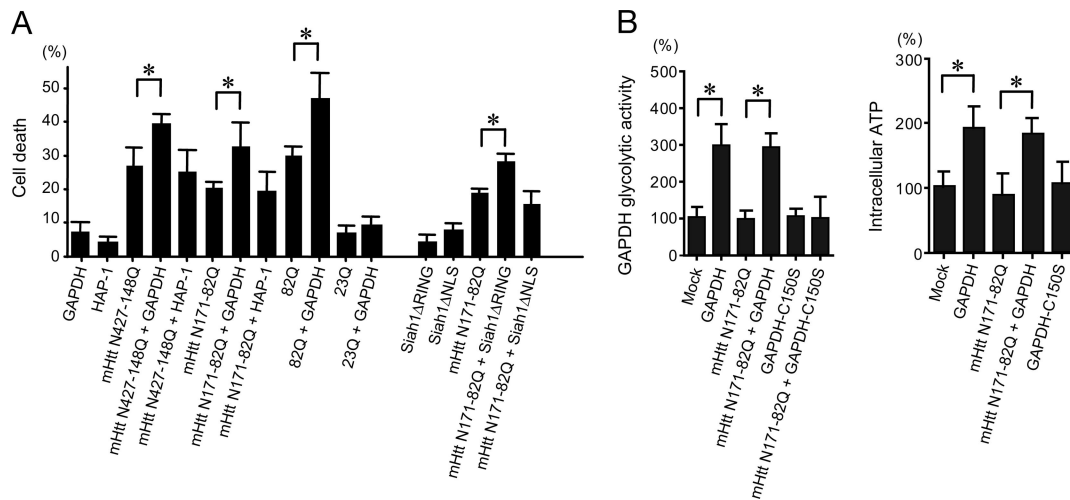 A
(%)
Cell death
50
40
30
20
10
0
*
*
*
*
GAPDH
HAP-1
mHtt N427-148Q
mHtt N427-148Q + GAPDH
mHtt N427-148Q + HAP-1
mHtt N171-82Q
mHtt N171-82Q + GAPDH
mHtt N171-82Q + HAP-1
82Q
82Q + GAPDH
23Q
23Q + GAPDH
Siah1ΔRING
Siah1ΔNLS
mHtt N171-82Q
mHtt N171-82Q + Siah1ΔRING
mHtt N171-82Q + Siah1ΔNLS
B
(%)
GAPDH glycolytic activity
500
400
300
200
100
0
*
*
Mock
GAPDH
mHtt N171-82Q
mHtt N171-82Q + GAPDH
GAPDH-C150S
mHtt N171-82Q + GAPDH-C150S
(%)
Intracellular ATP
300
200
100
0
*
*
Mock
GAPDH
mHtt N171-82Q
mHtt N171-82Q + GAPDH
GAPDH-C150S